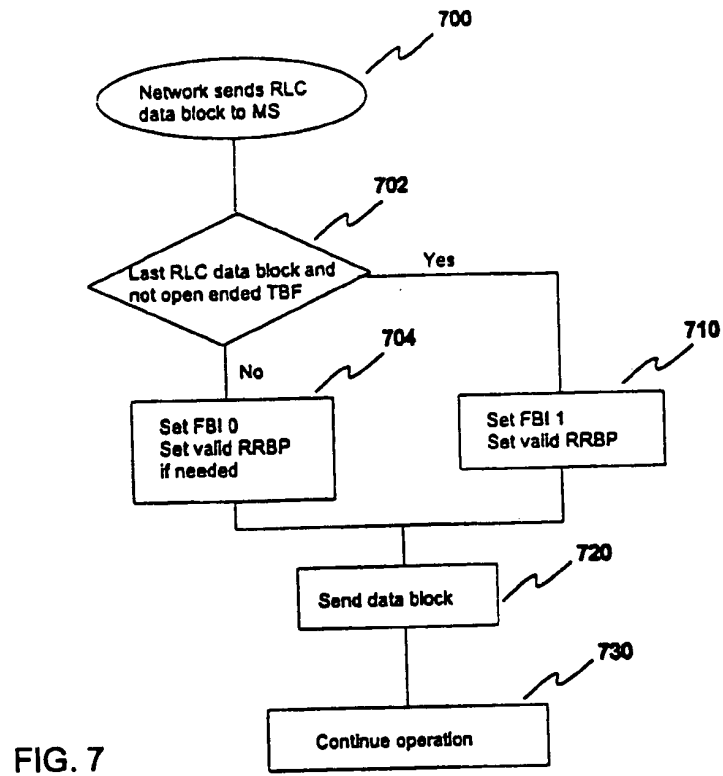 700
Network sends RLC
data block to MS
702
Last RLC data block and
not open ended TBF
Yes
No
704
Set FBI 0
Set valid RRBP
if needed
710
Set FBI 1
Set valid RRBP
720
Send data block
730
Continue operation
FIG. 7